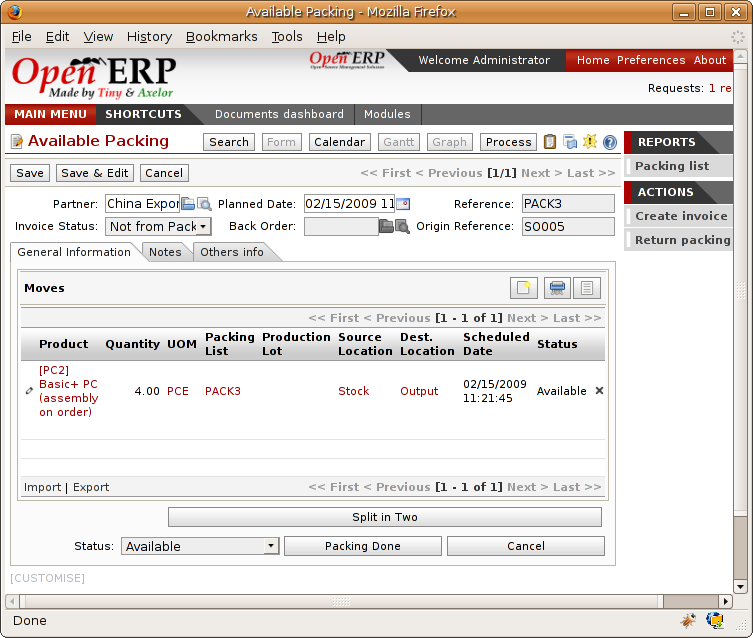 Available Packing - Mozilla Firefox
File Edit View History Bookmarks Tools Help
Open ERP
Made by Tiny & Axelor
Open ERP
Open Source Management Solution
Welcome Administrator
Home Preferences About
Requests: 1 re
MAIN MENU SHORTCUTS Documents dashboard Modules
Available Packing Search Form Calendar Gantt Graph Process
REPORTS
Packing list
ACTIONS
Create invoice
Return packing
Save Save & Edit Cancel << First < Previous [1/1] Next > Last >>
Partner: China Expor Planned Date: 02/15/2009 11 Reference: PACK3
Invoice Status: Not from Pack Back Order: Origin Reference: SO005
General Information Notes Others info
Moves
<< First < Previous [1 - 1 of 1] Next > Last >>
Product Quantity UOM Packing List Production Lot Source Location Dest. Location Scheduled Date Status
[PC2] Basic+ PC (assembly on order) 4.00 PCE PACK3 Stock Output 02/15/2009 11:21:45 Available
Import | Export << First < Previous [1 - 1 of 1] Next > Last >>
Split in Two
Status: Available Packing Done Cancel
[CUSTOMISE]
Done